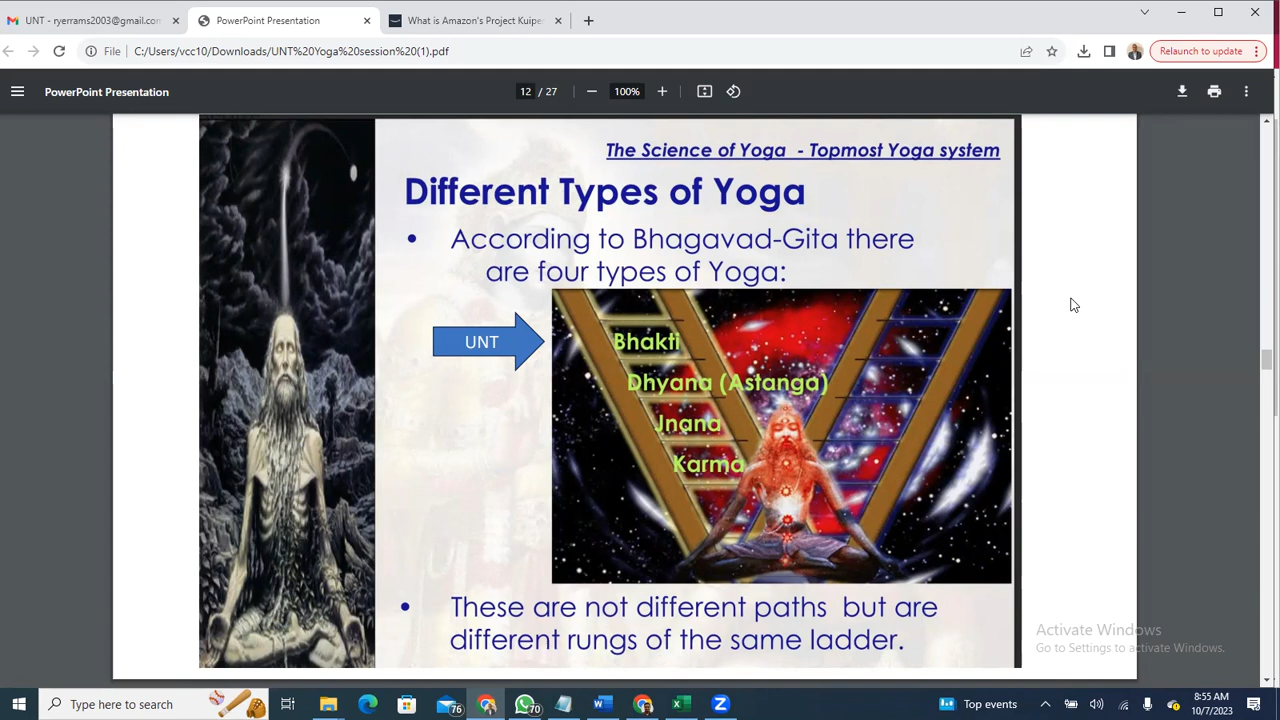 UNT - ryerrams2003@gmail.com
PowerPoint Presentation
What is Amazon's Project Kuiper
File
C:/Users/vcc10/Downloads/UNT%20Yoga%20session%20(1).pdf
Relaunch to update
PowerPoint Presentation
12 / 27
100%
The Science of Yoga - Topmost Yoga system
Different Types of Yoga
• According to Bhagavad-Gita there
are four types of Yoga:
UNT
Bhakti
Dhyana (Astanga)
Jnana
Karma
• These are not different paths but are
different rungs of the same ladder.
Activate Windows
Go to Settings to activate Windows.
Type here to search
76
70
Top events
8:55 AM
10/7/2023